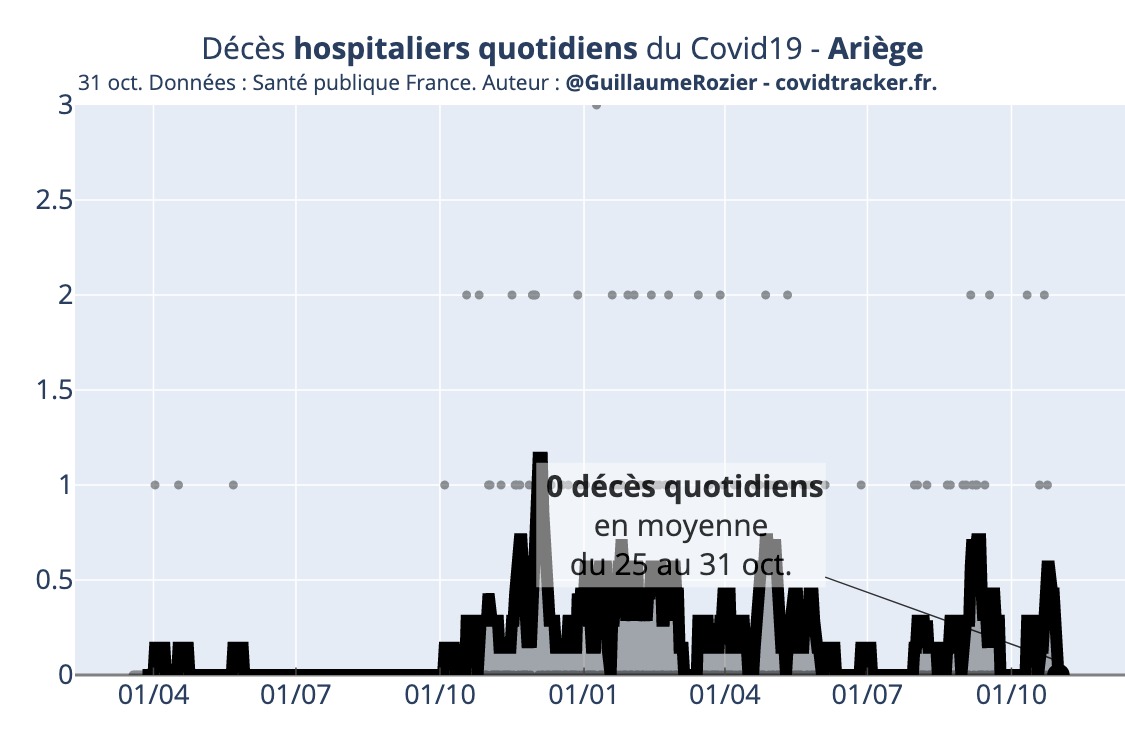 Décès hospitaliers quotidiens du Covid19 - Ariège
31 oct. Données : Santé publique France. Auteur : @GuillaumeRozier - covidtracker.fr.
3
2.5
2
1.5
1
0.5
0
0 décès quotidiens
en moyenne
du 25 au 31 oct.
01/04 01/07 01/10 01/01 01/04 01/07 01/10